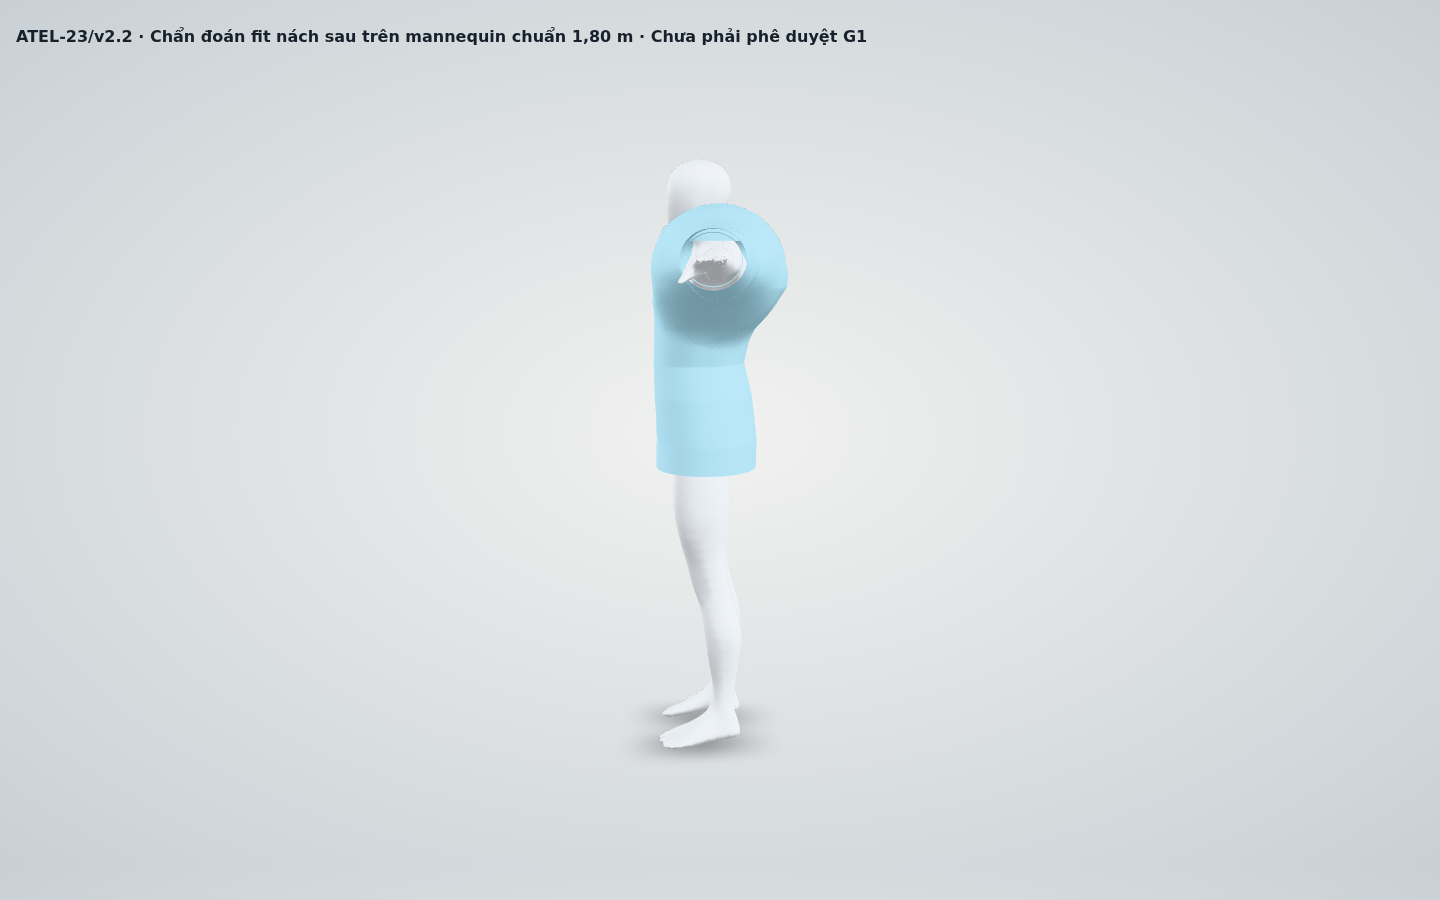 ATEL-23/v2.2 · Chẩn đoán fit nách sau trên mannequin chuẩn 1,80 m · Chưa phải phê duyệt G1